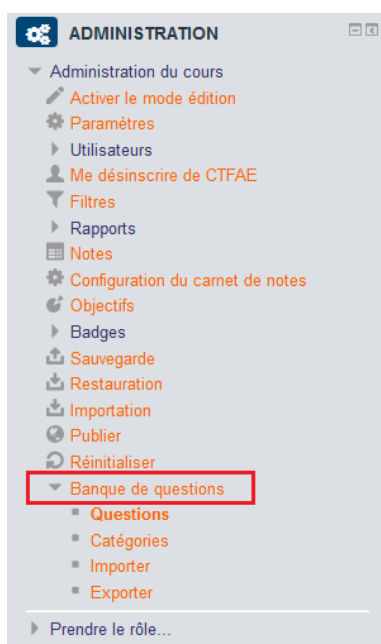 ADMINISTRATION
Administration du cours
Activer le mode édition
Paramètres
Utilisateurs
Me désinscrire de CTFAE
Filtres
Rapports
Notes
Configuration du carnet de notes
Objectifs
Badges
Sauvegarde
Restauration
Importation
Publier
Réinitialiser
Banque de questions
Questions
Catégories
Importer
Exporter
Prendre le rôle...